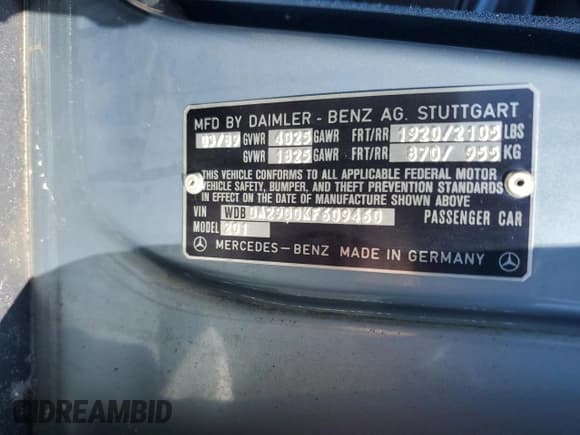 MFD BY DAIMLER - BENZ AG. STUTTGART
09/89 GVWR 4025 GAWR FRT/RR 1920/2105 LBS
GVWR 1825 GAWR FRT/RR 870/ 955 KG
THIS VEHICLE CONFORMS TO ALL APPLICABLE FEDERAL MOTOR
VEHICLE SAFETY, BUMPER, AND THEFT PREVENTION STANDARDS
IN EFFECT ON THE DATE OF MANUFACTURE SHOWN ABOVE.
VIN WDB PASSENGER CAR
MODEL 201
MERCEDES-BENZ MADE IN GERMANY
IDREAMBID